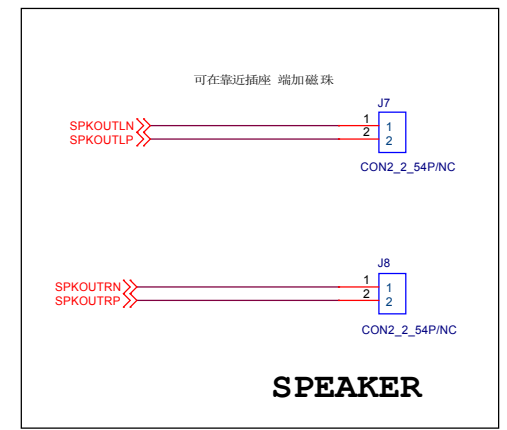 可在靠近插座 端加磁珠
J7
SPKOUTLN 1 1
SPKOUTLP 2 2
CON2_2_54P/NC
J8
SPKOUTRN 1 1
SPKOUTRP 2 2
CON2_2_54P/NC
SPEAKER